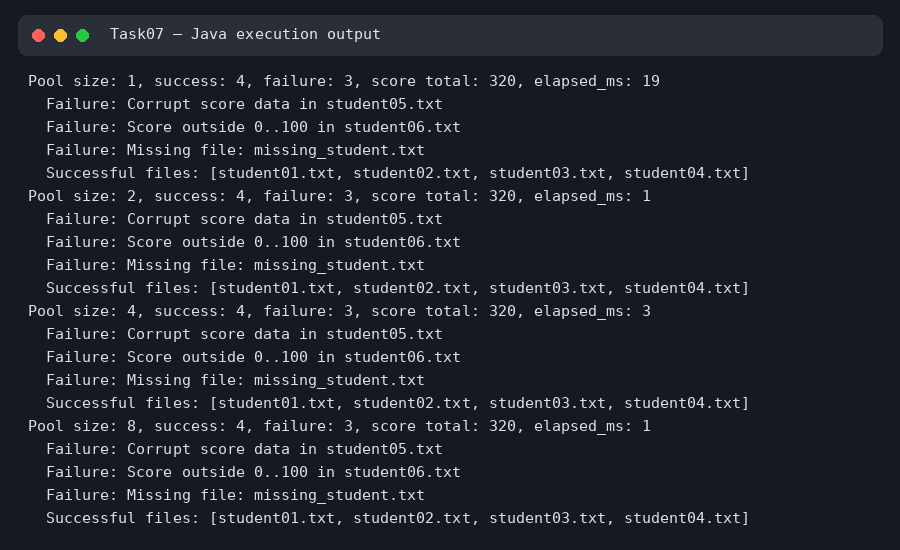 Task07 — Java execution output
Pool size: 1, success: 4, failure: 3, score total: 320, elapsed_ms: 19
Failure: Corrupt score data in student05.txt
Failure: Score outside 0..100 in student06.txt
Failure: Missing file: missing_student.txt
Successful files: [student01.txt, student02.txt, student03.txt, student04.txt]
Pool size: 2, success: 4, failure: 3, score total: 320, elapsed_ms: 1
Failure: Corrupt score data in student05.txt
Failure: Score outside 0..100 in student06.txt
Failure: Missing file: missing_student.txt
Successful files: [student01.txt, student02.txt, student03.txt, student04.txt]
Pool size: 4, success: 4, failure: 3, score total: 320, elapsed_ms: 3
Failure: Corrupt score data in student05.txt
Failure: Score outside 0..100 in student06.txt
Failure: Missing file: missing_student.txt
Successful files: [student01.txt, student02.txt, student03.txt, student04.txt]
Pool size: 8, success: 4, failure: 3, score total: 320, elapsed_ms: 1
Failure: Corrupt score data in student05.txt
Failure: Score outside 0..100 in student06.txt
Failure: Missing file: missing_student.txt
Successful files: [student01.txt, student02.txt, student03.txt, student04.txt]